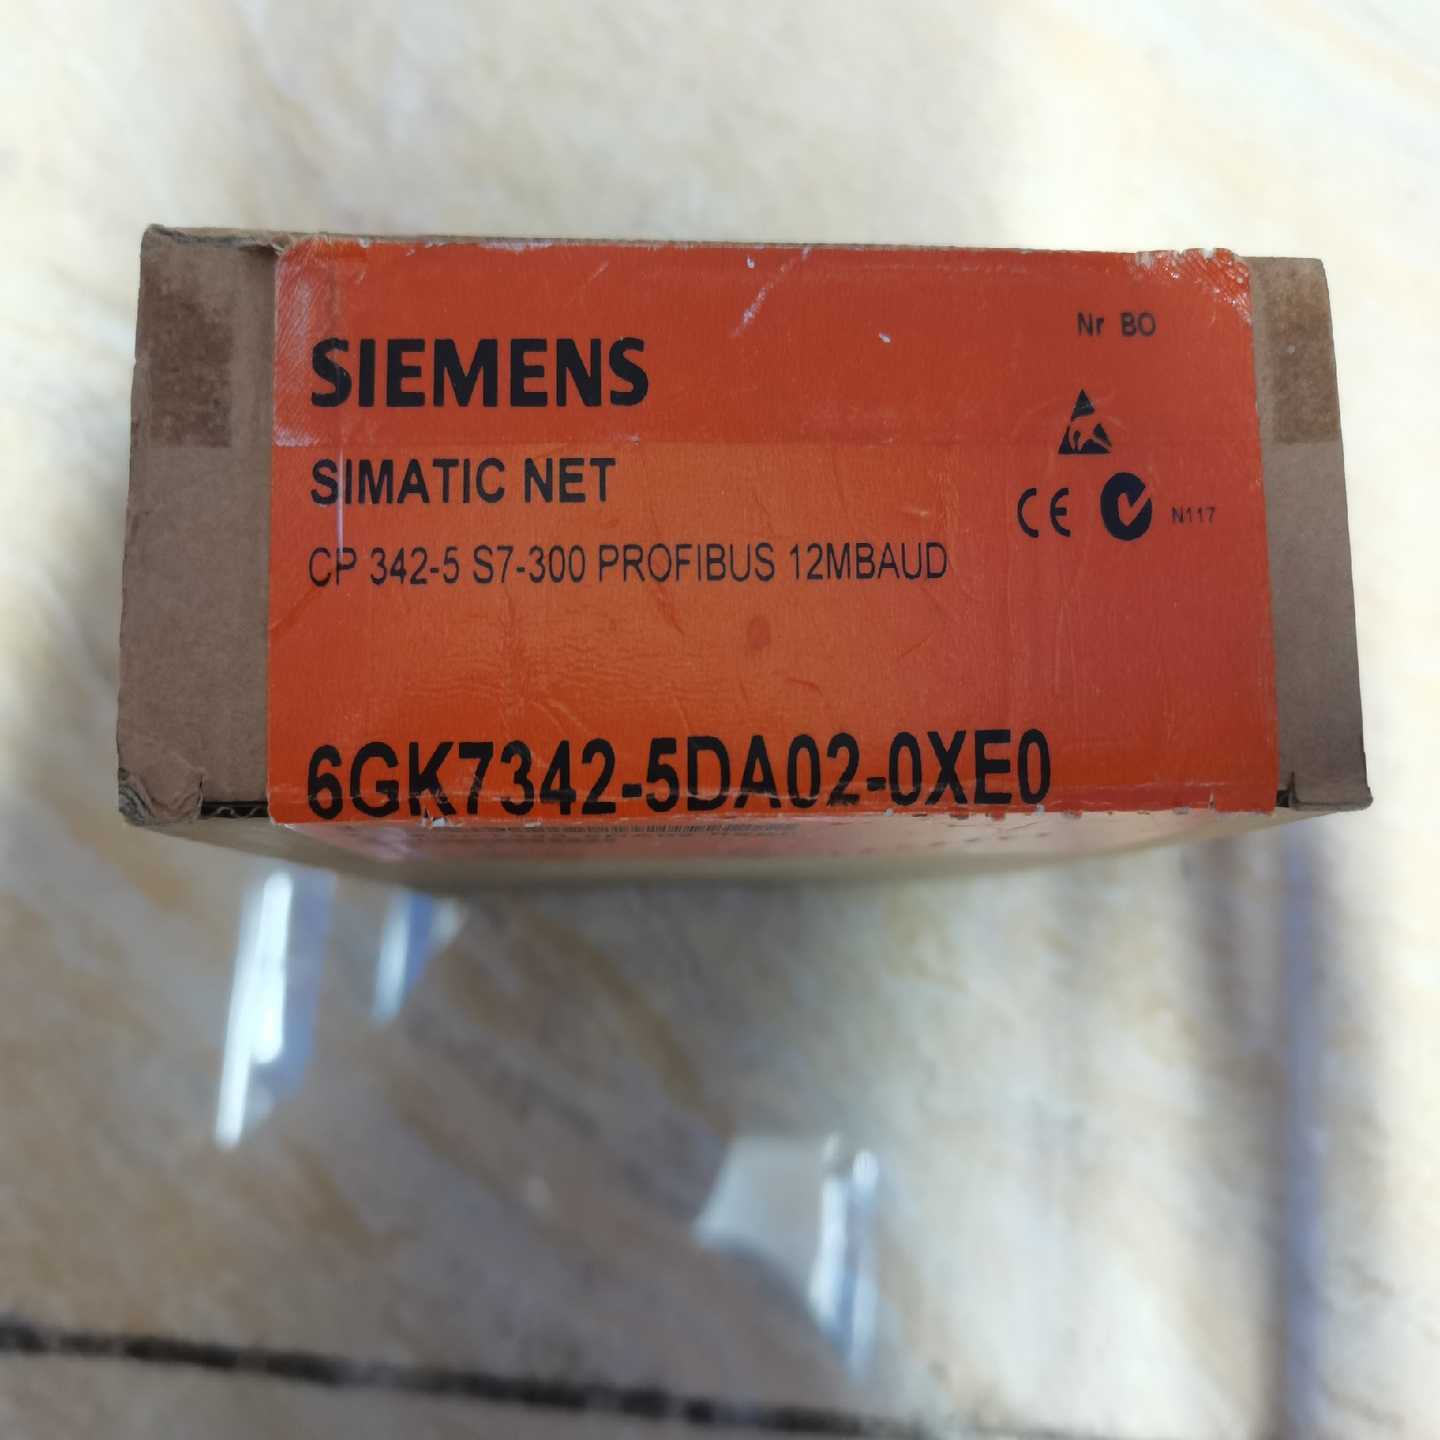 SIEMENS
Nr BO
SIMATIC NET
CE
N117
CP 342-5 S7-300 PROFIBUS 12MBAUD
6GK7342-5DA02-0XE0